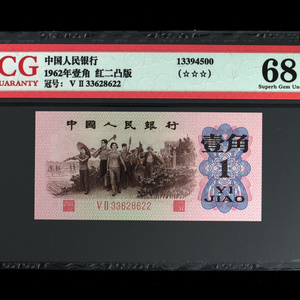 CG
UARANTY
中国人民银行
1962年壹角 红二凸版
冠号: V II 33628622
13394500
(☆☆☆)
68
Superb Gem Unc
中國人民銀行
壹角
1
YI
JIAO
V II 33628622